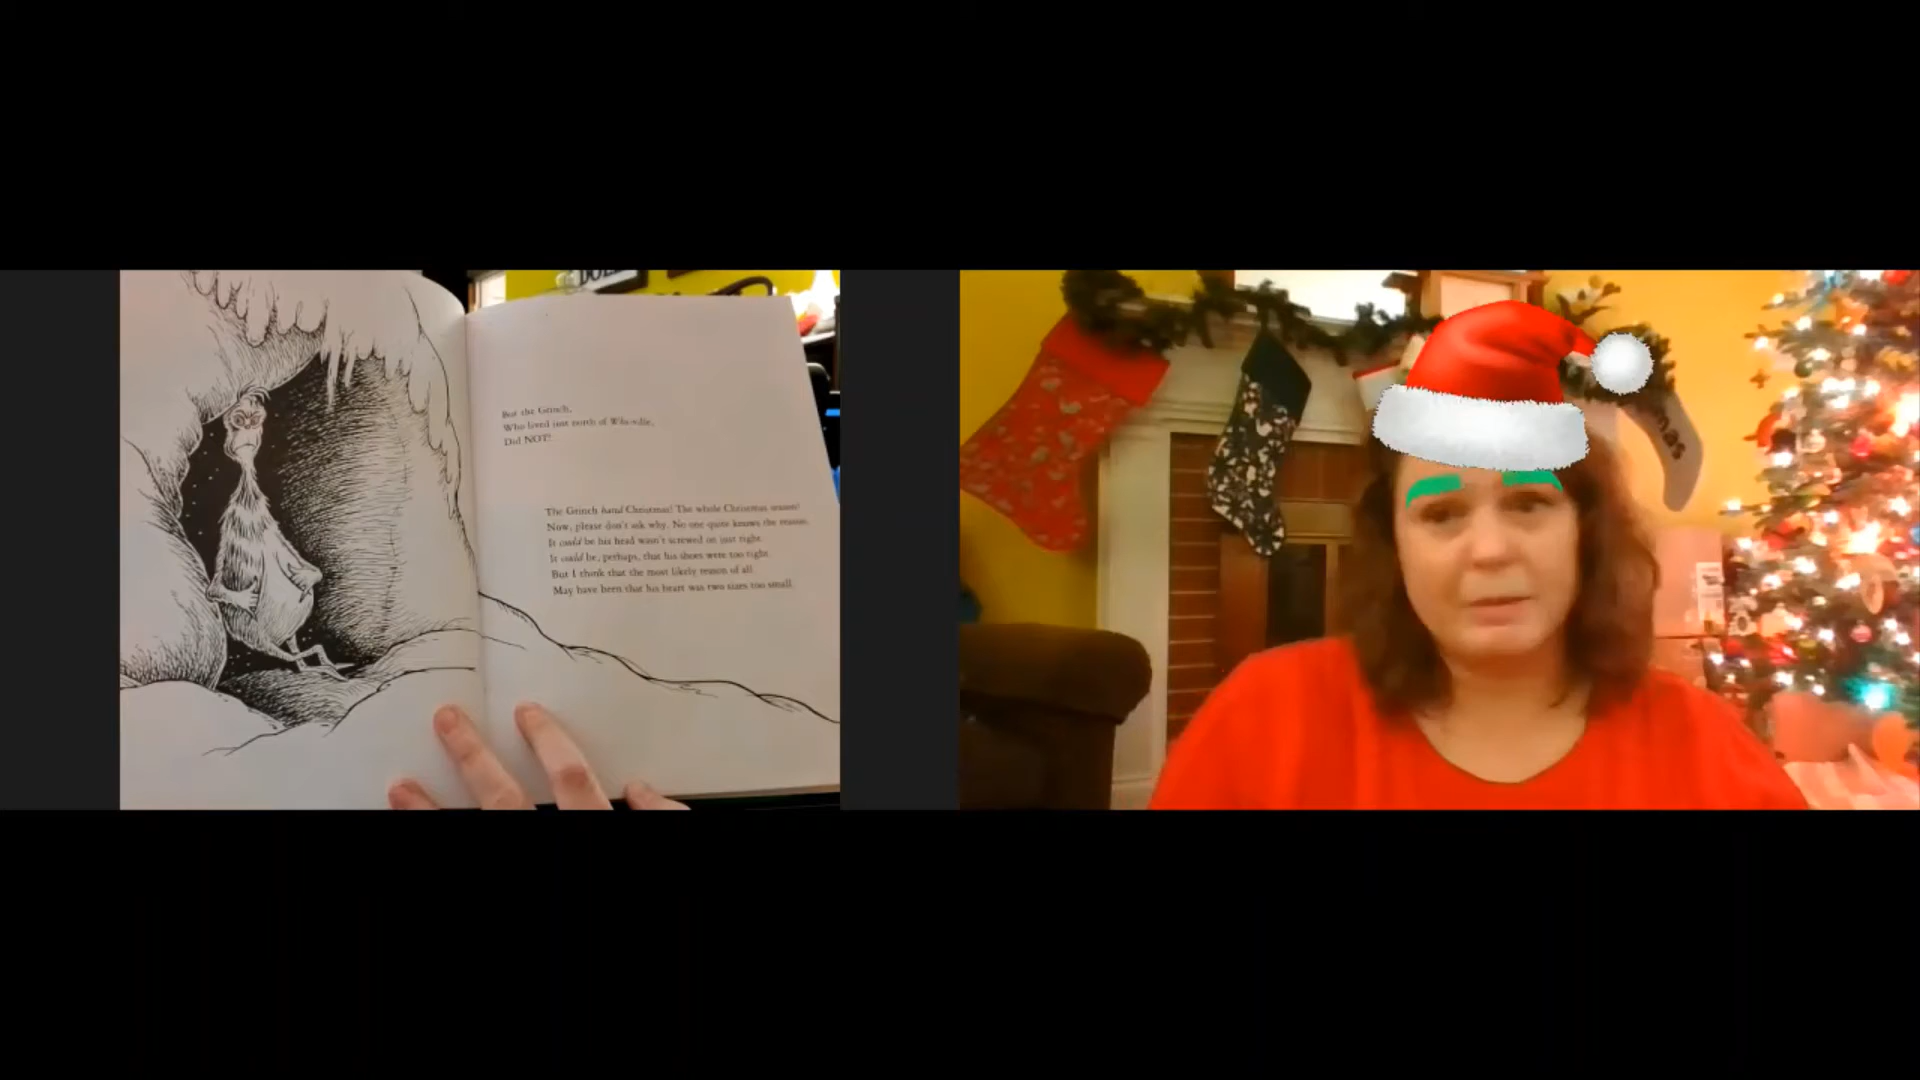 But the Grinch,
Who lived just north of Who-ville,
Did NOT!
The Grinch hated Christmas! The whole Christmas season!
Now, please don't ask why. No one quite knows the reason.
It could be his head wasn't screwed on just right.
It could be, perhaps, that his shoes were too tight.
But I think that the most likely reason of all
May have been that his heart was two sizes too small.
mas